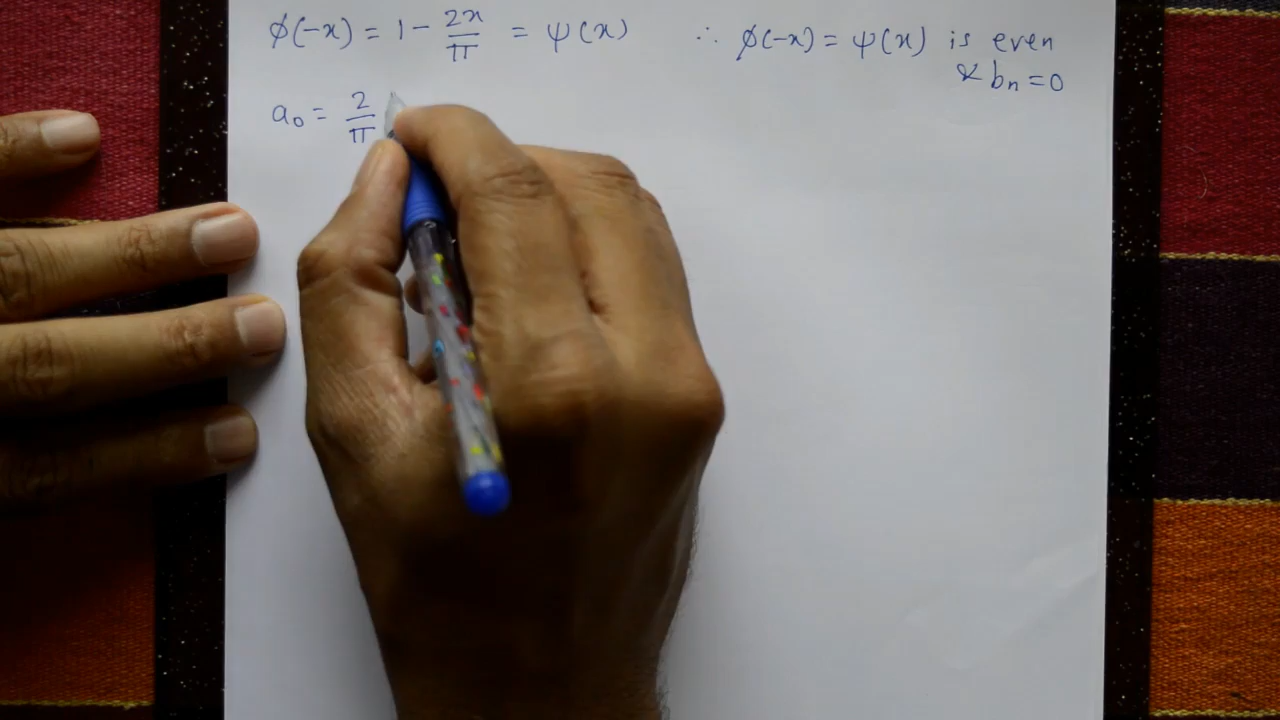 ϕ(-x) = 1 - 2x/π = ψ(x) ∴ ϕ(-x) = ψ(x) is even
& bn = 0
a0 = 2/π